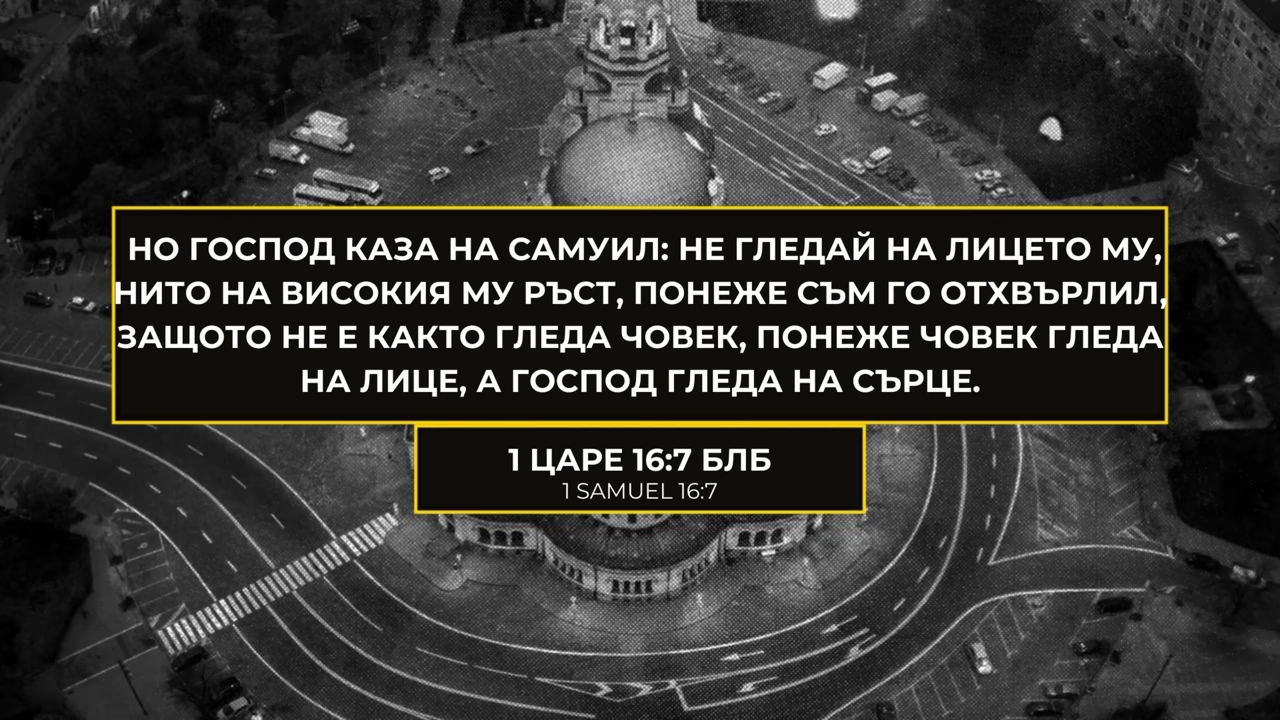 НО ГОСПОД КАЗА НА САМУИЛ: НЕ ГЛЕДАЙ НА ЛИЦЕТО МУ,
НИТО НА ВИСОКИЯ МУ РЪСТ, ПОНЕЖЕ СЪМ ГО ОТХВЪРЛИЛ,
ЗАЩОТО НЕ Е КАКТО ГЛЕДА ЧОВЕК, ПОНЕЖЕ ЧОВЕК ГЛЕДА
НА ЛИЦЕ, А ГОСПОД ГЛЕДА НА СЪРЦЕ.
1 ЦАРЕ 16:7 БЛБ
1 SAMUEL 16:7